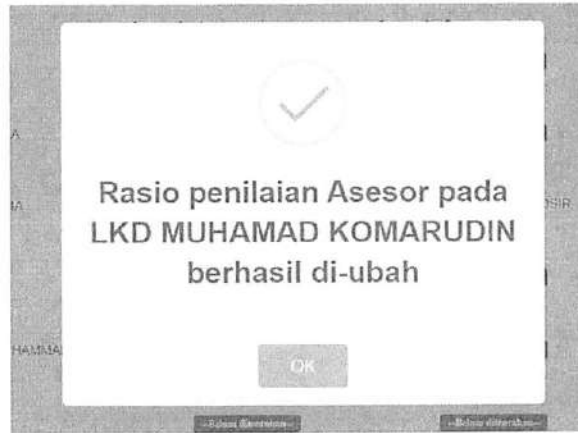 A
Rasio penilaian Asesor pada
LKD MUHAMAD KOMARUDIN
berhasil di-ubah
OK